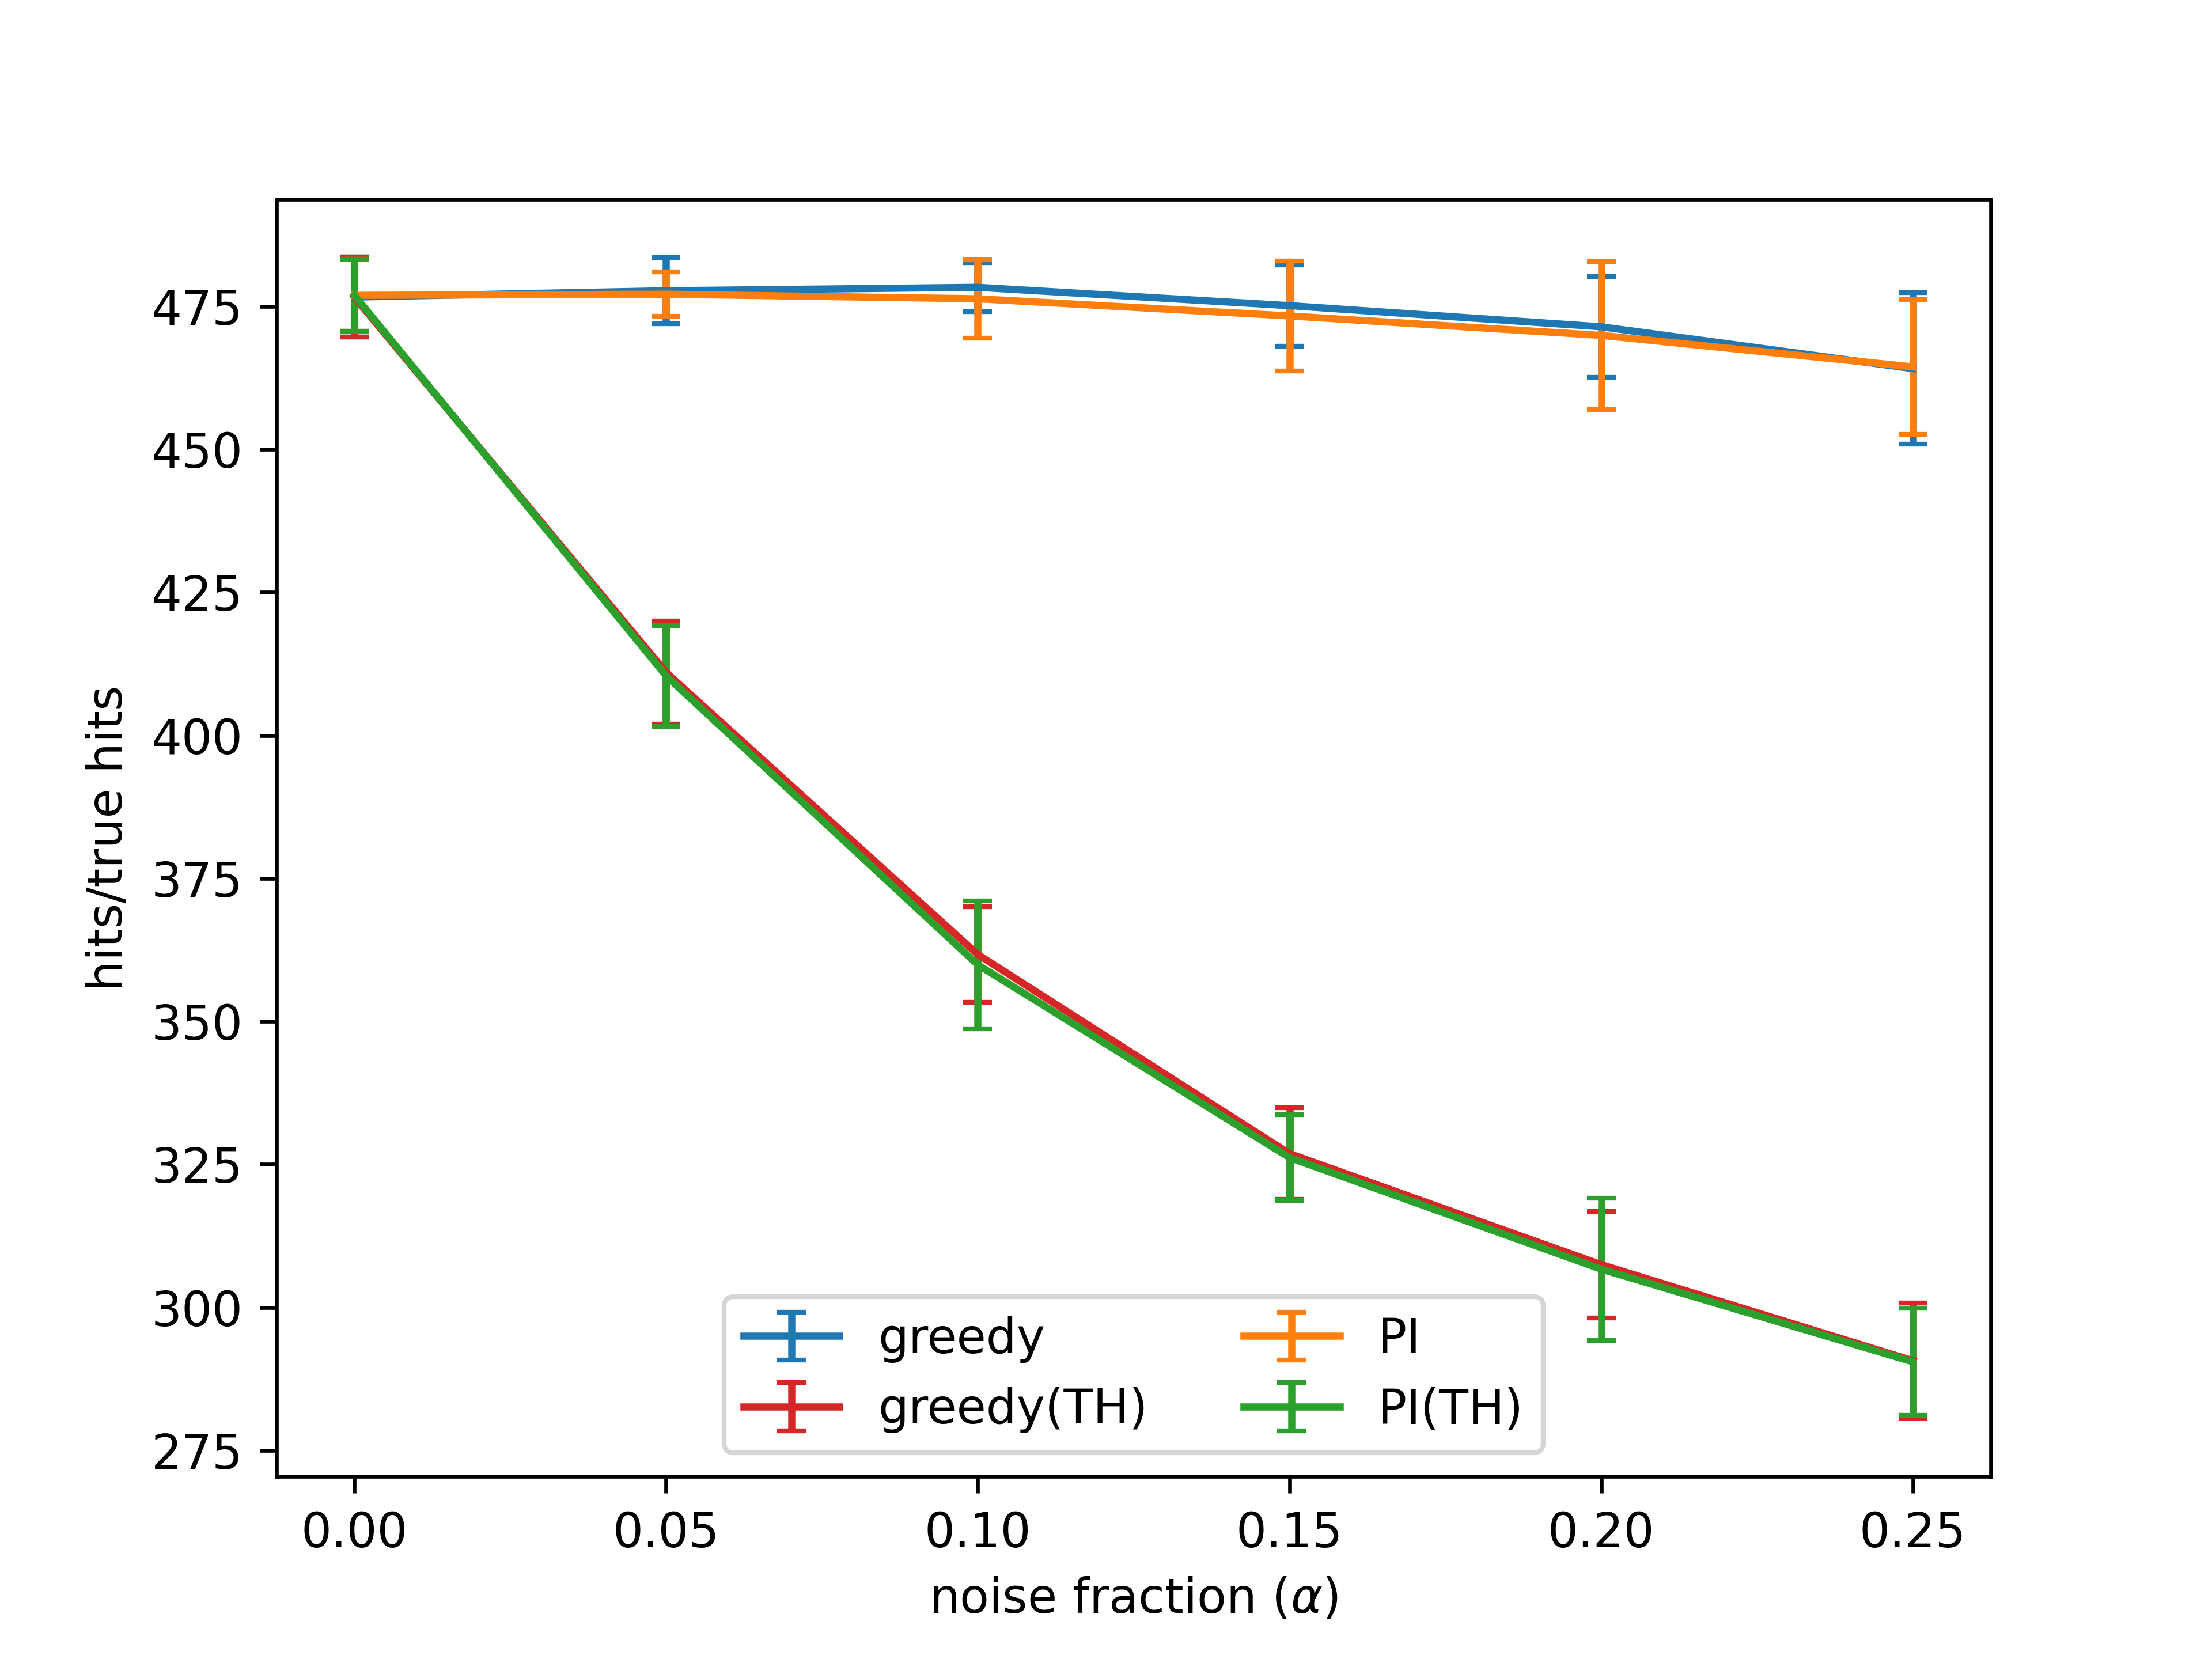 475
450
425
400
375
350
325
300
275
hits/true hits
greedy
greedy(TH)
PI
PI(TH)
0.00 0.05 0.10 0.15 0.20 0.25
noise fraction (α)